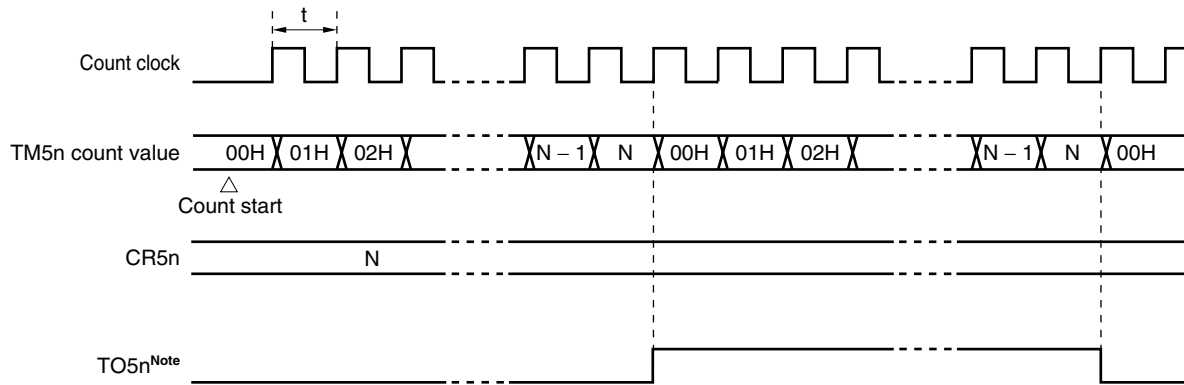 t
Count clock
TM5n count value 00H 01H 02H N – 1 N 00H 01H 02H N – 1 N 00H
△
Count start
CR5n N
TO5nNote